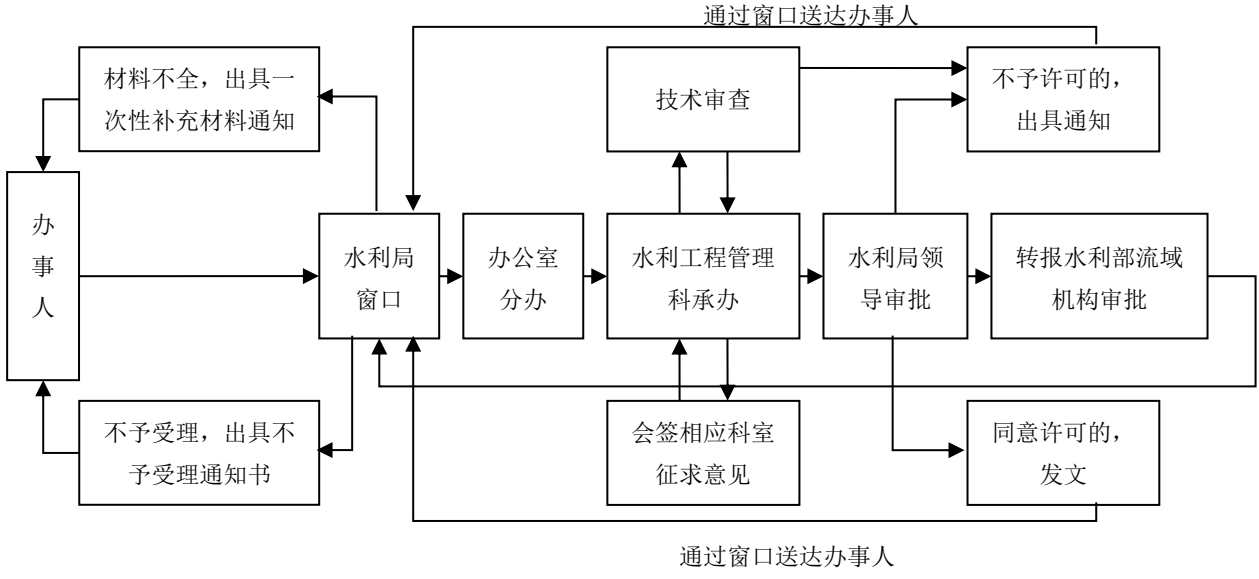 通过窗口送达办事人
材料不全，出具一
次性补充材料通知
技术审查
不予许可的，
出具通知
办
事
人
水利局
窗口
办公室
分办
水利工程管理
科承办
水利局领
导审批
转报水利部流域
机构审批
不予受理，出具不
予受理通知书
会签相应科室
征求意见
同意许可的，
发文
通过窗口送达办事人